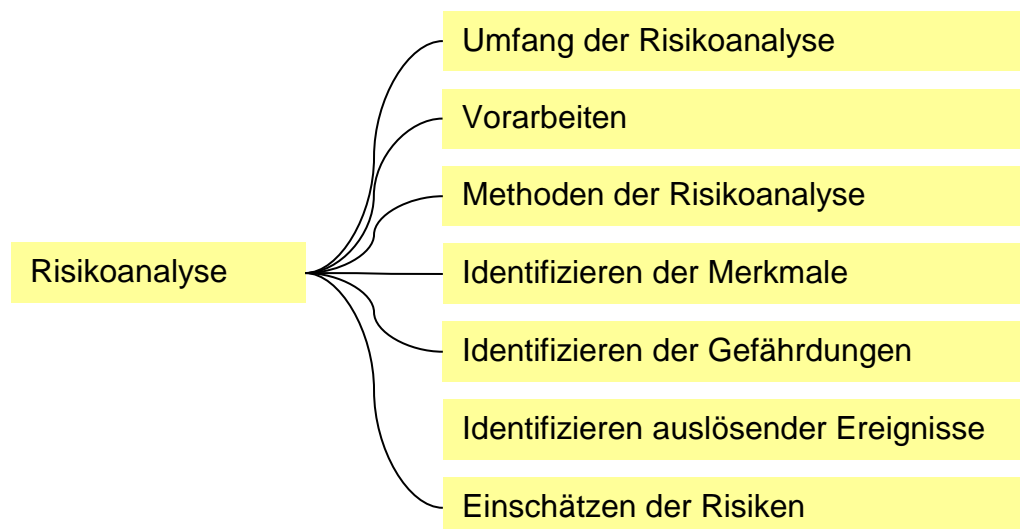 Risikoanalyse
Umfang der Risikoanalyse
Vorarbeiten
Methoden der Risikoanalyse
Identifizieren der Merkmale
Identifizieren der Gefährdungen
Identifizieren auslösender Ereignisse
Einschätzen der Risiken